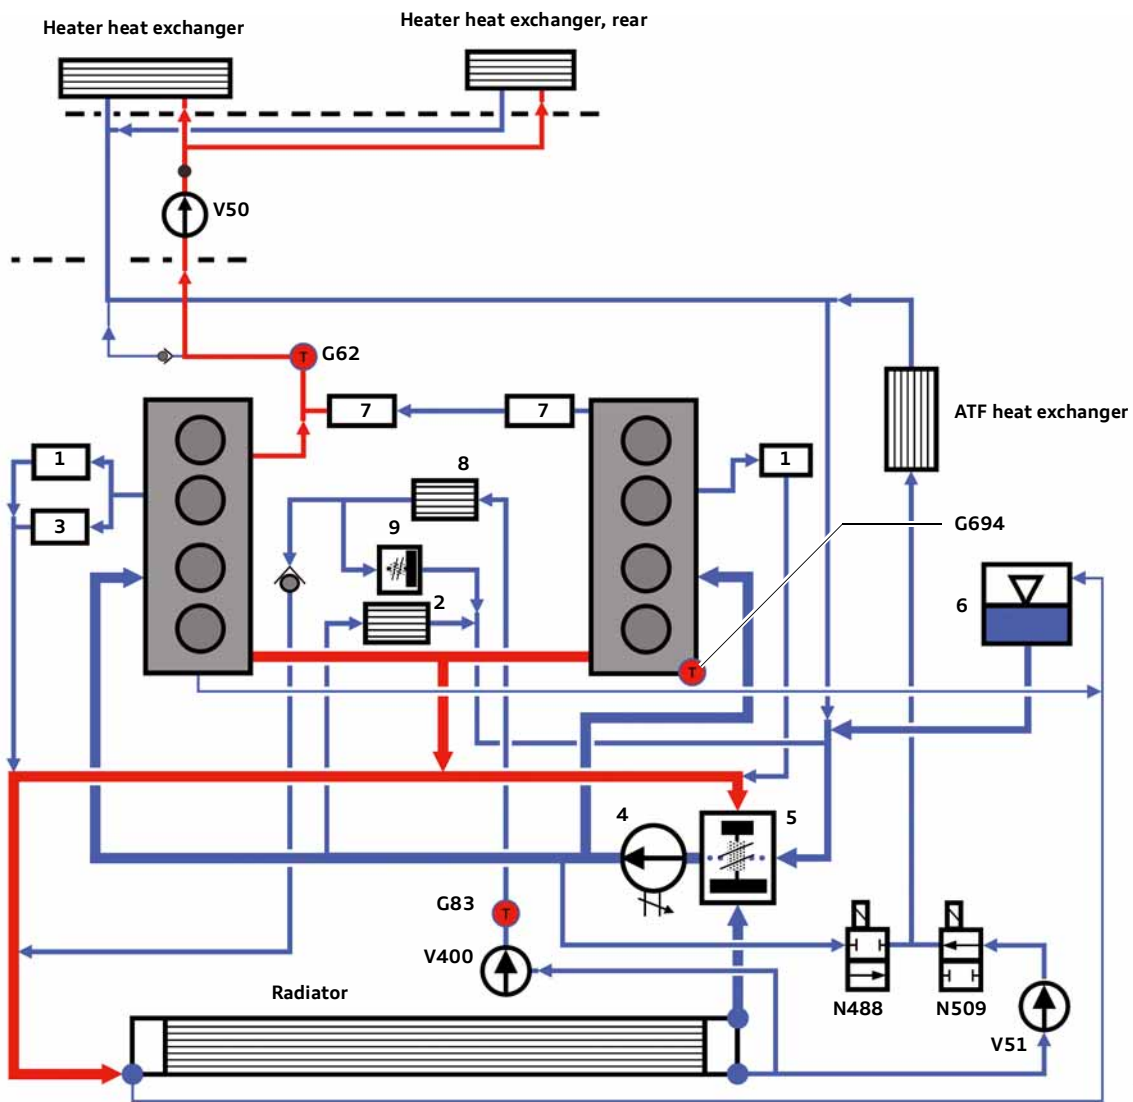 Heater heat exchanger
Heater heat exchanger, rear
V50
T
G62
7
7
ATF heat exchanger
1
8
1
G694
3
9
2
6
T
4
5
G83
T
V400
Radiator
N488
N509
V51